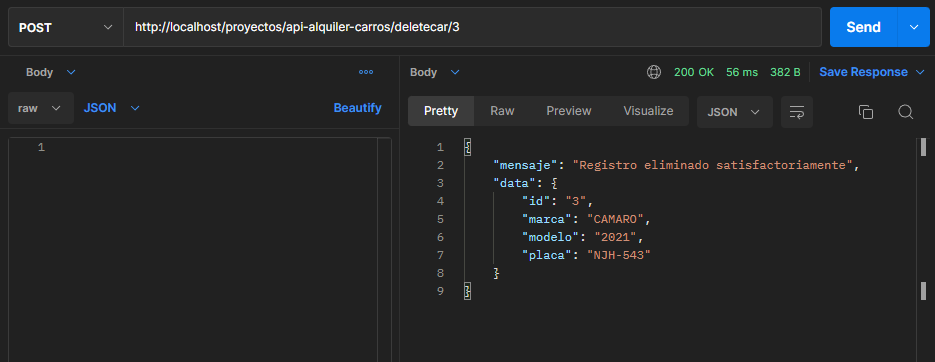 POST http://localhost/proyectos/api-alquiler-carros/deletecar/3 Send
Body
raw JSON Beautify
1
Body 200 OK 56 ms 382 B Save Response
Pretty Raw Preview Visualize JSON
1 {
2 "mensaje": "Registro eliminado satisfactoriamente",
3 "data": {
4 "id": "3",
5 "marca": "CAMARO",
6 "modelo": "2021",
7 "placa": "NJH-543"
8 }
9 }